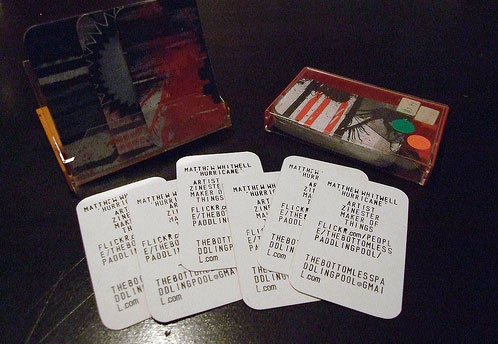 MATTHEW WHITWELL
HURRICANE
ARTIST
ZINESTER
MAKER OF
THINGS
FLICKR.com/PEOPL
E/THEBOTTOMLESS
PADDLINGPOOL/
THEBOTTOMLESSPA
DDLINGPOOL@GMAI
L.com